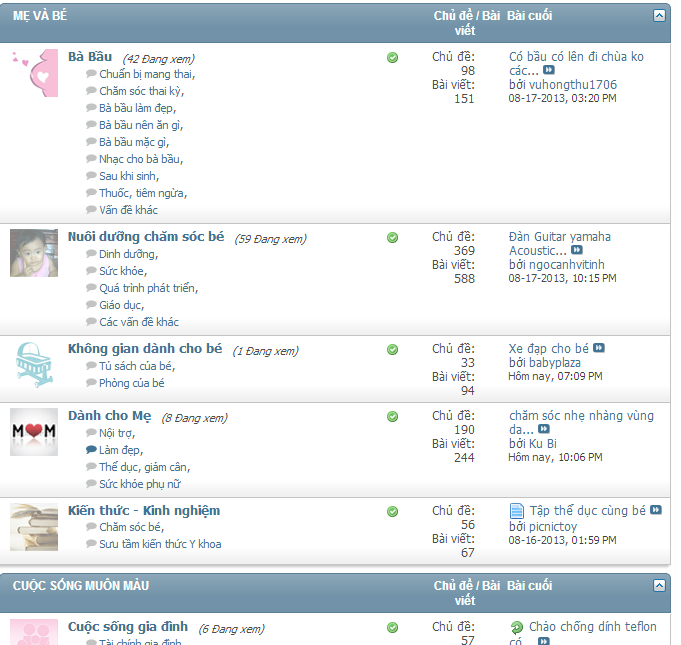 MẸ VÀ BÉ
Chủ đề / Bài viết
Bài cuối
Bà Bầu (42 Đang xem)
Chuẩn bị mang thai,
Chăm sóc thai kỳ,
Bà bầu làm đẹp,
Bà bầu nên ăn gì,
Bà bầu mặc gì,
Nhạc cho bà bầu,
Sau khi sinh,
Thuốc, tiêm ngừa,
Vấn đề khác
Chủ đề:
98
Bài viết:
151
Có bầu có lên đi chùa ko
các...
bởi vuhongthu1706
08-17-2013, 03:20 PM
Nuôi dưỡng chăm sóc bé (59 Đang xem)
Dinh dưỡng,
Sức khỏe,
Quá trình phát triển,
Giáo dục,
Các vấn đề khác
Chủ đề:
369
Bài viết:
588
Đàn Guitar yamaha
Acoustic...
bởi ngocanhvitinh
08-17-2013, 10:15 PM
Không gian dành cho bé (1 Đang xem)
Tủ sách của bé,
Phòng của bé
Chủ đề:
33
Bài viết:
94
Xe đạp cho bé
bởi babyplaza
Hôm nay, 07:09 PM
M M
Dành cho Mẹ (8 Đang xem)
Nội trợ,
Làm đẹp,
Thể dục, giảm cân,
Sức khỏe phụ nữ
Chủ đề:
190
Bài viết:
244
chăm sóc nhẹ nhàng vùng
da...
bởi Ku Bi
Hôm nay, 10:06 PM
Kiến thức - Kinh nghiệm
Chăm sóc bé,
Sưu tầm kiến thức Y khoa
Chủ đề:
56
Bài viết:
67
Tập thể dục cùng bé
bởi picnictoy
08-16-2013, 01:59 PM
CUỘC SỐNG MUÔN MÀU
Chủ đề / Bài viết
Bài cuối
Cuộc sống gia đình (6 Đang xem)
Tài chính gia đình
Chủ đề:
57
Chảo chống dính teflon
có...